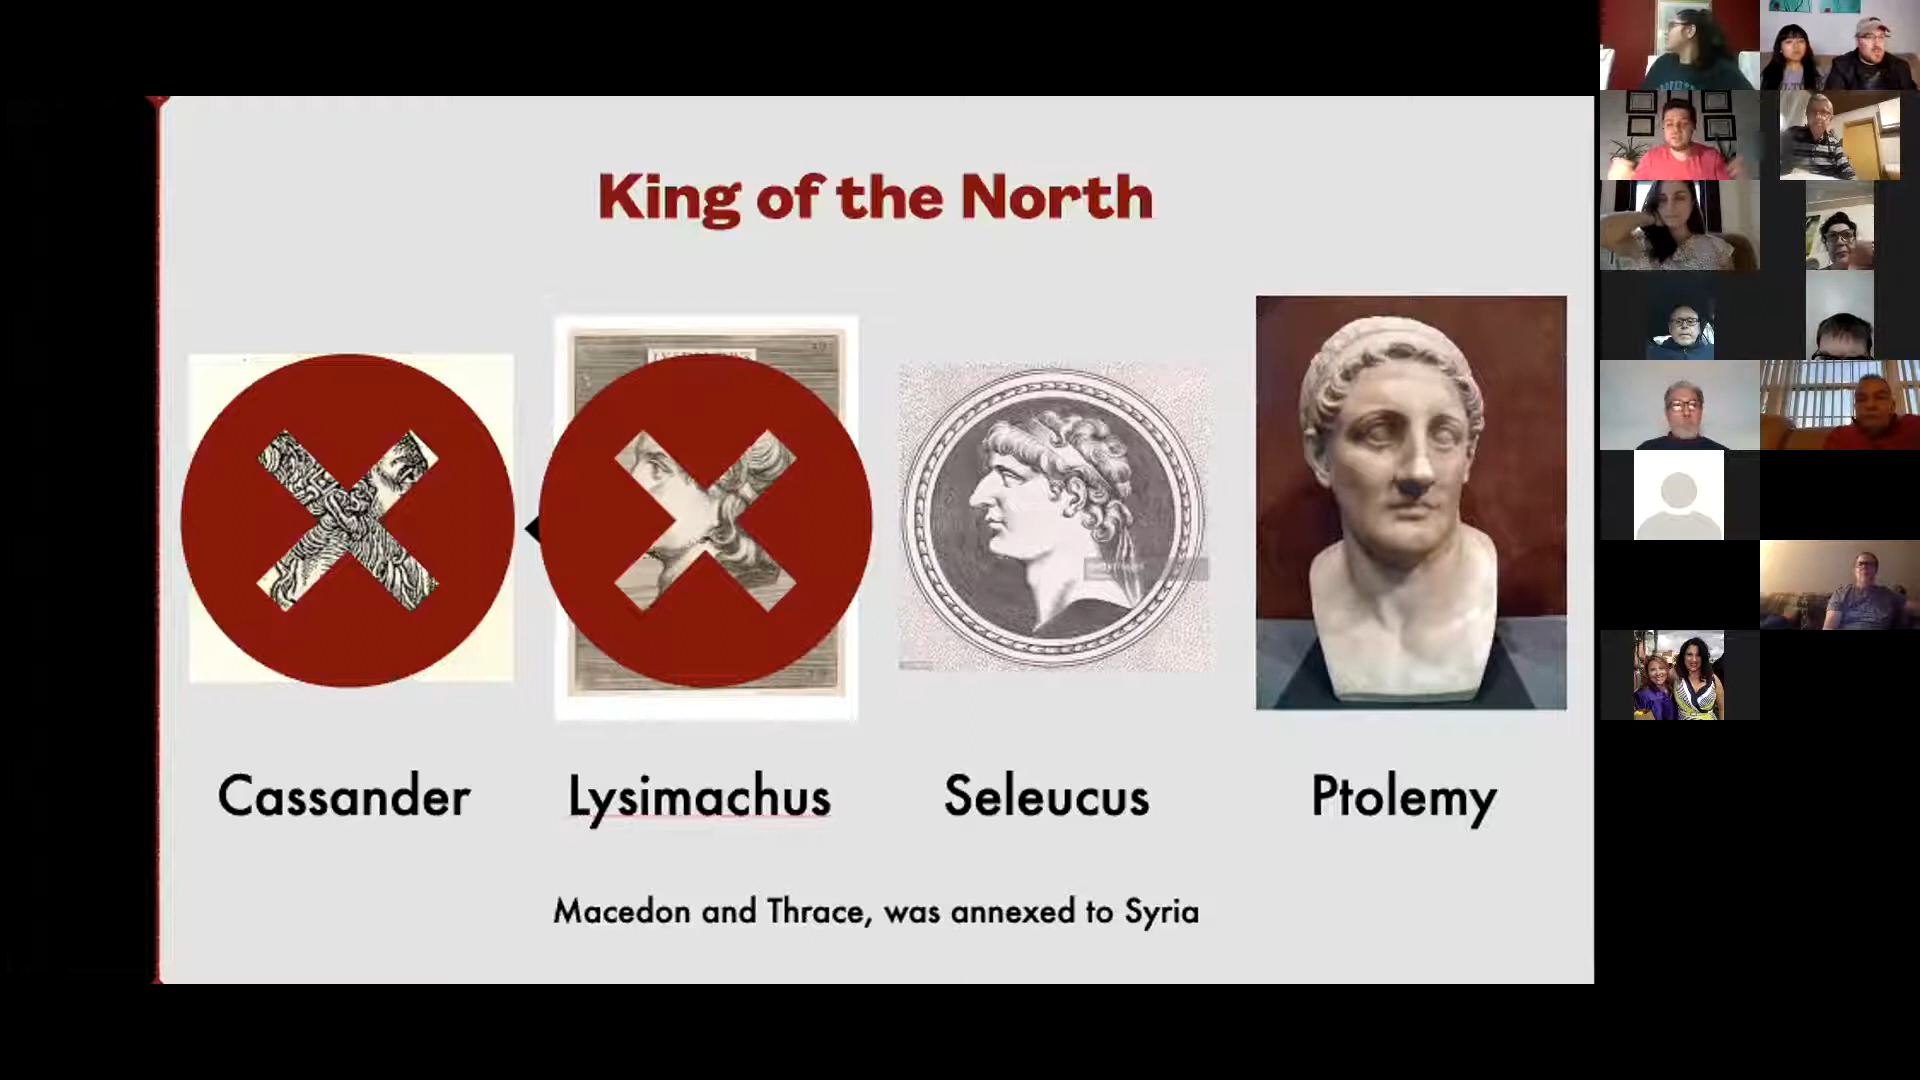 King of the North
Cassander
Lysimachus
Seleucus
Ptolemy
Macedon and Thrace, was annexed to Syria